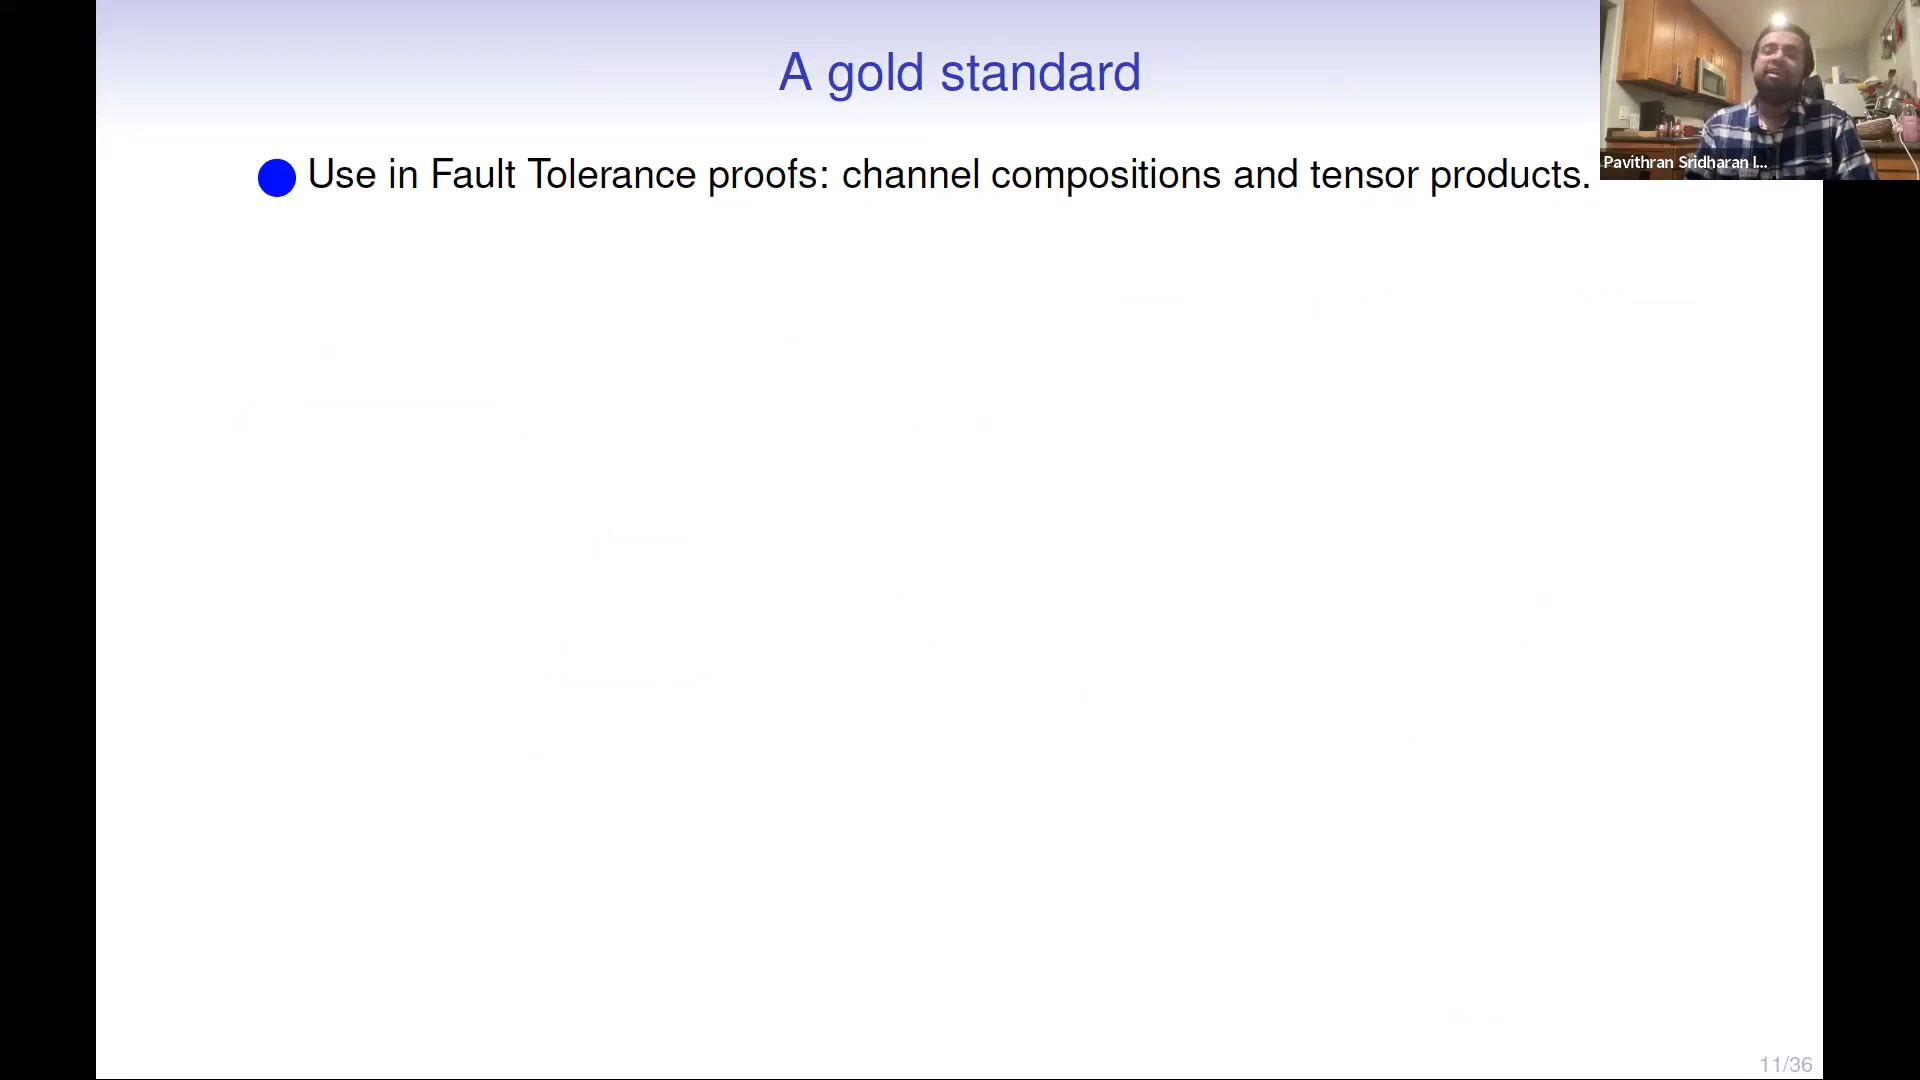 A gold standard
Use in Fault Tolerance proofs: channel compositions and tensor products.
Pavithran Sridharan I...
11/36